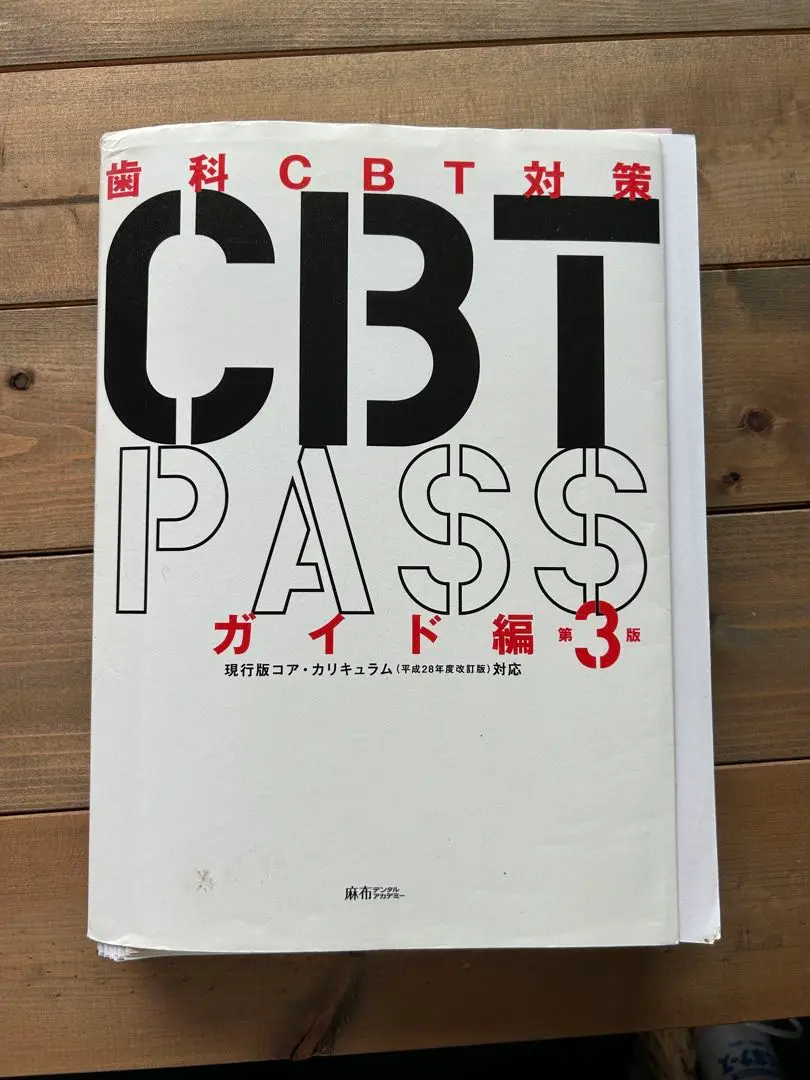 歯科CBT対策
CBT
PASS
ガイド編 第3版
現行版コア・カリキュラム(平成28年度改訂版)対応
麻布デンタルアカデミー